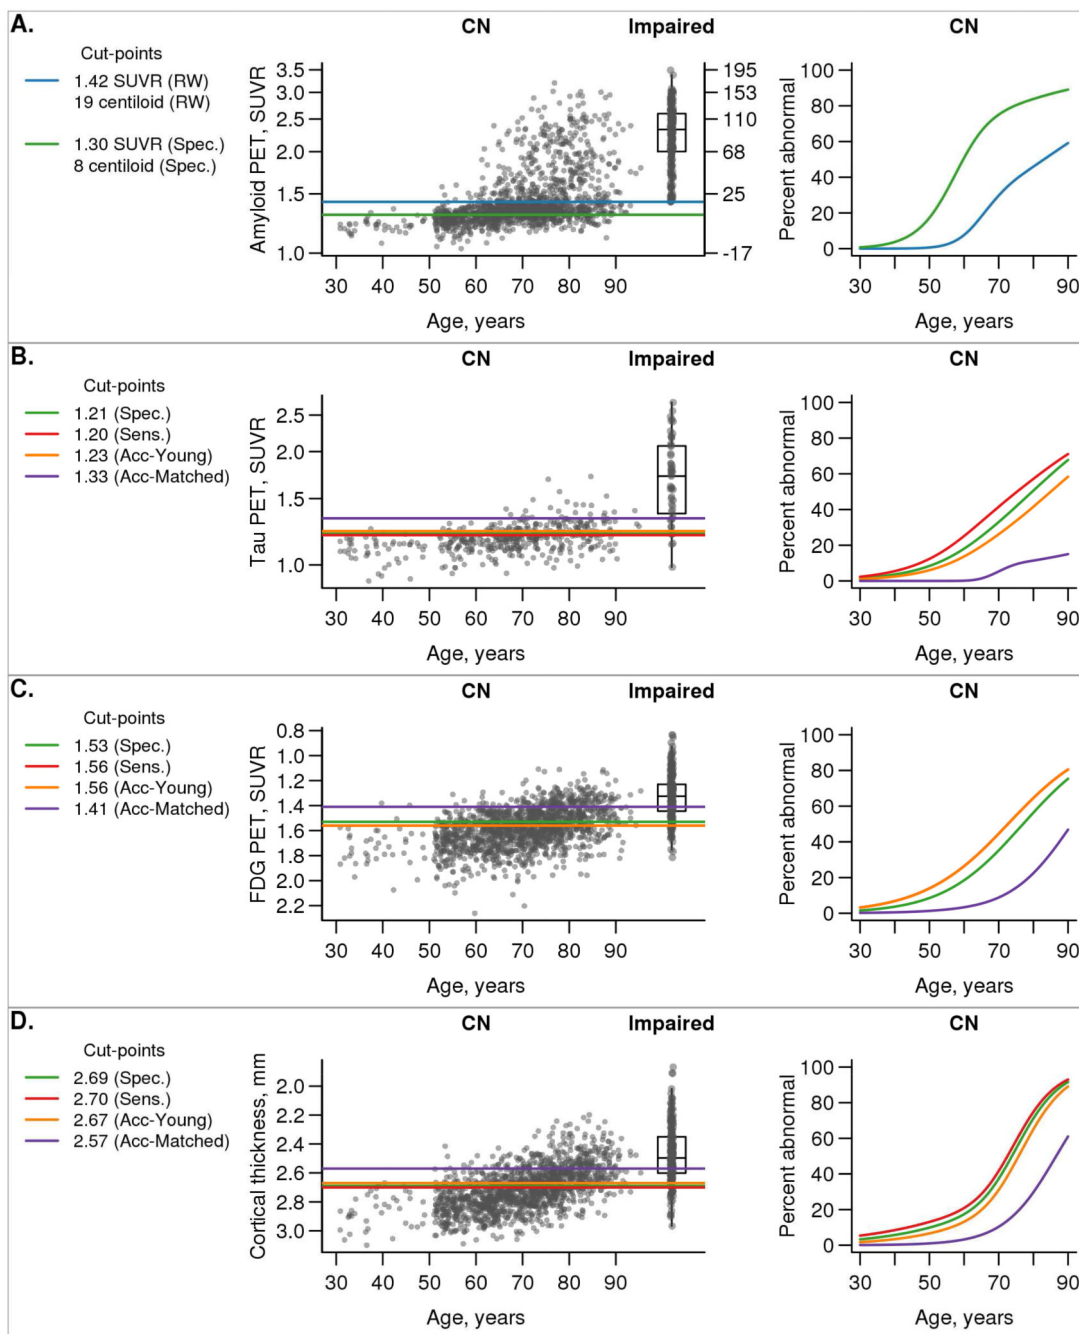 A.
CN
Impaired
CN
Cut-points
1.42 SUVR (RW)
19 centiloid (RW)
1.30 SUVR (Spec.)
8 centiloid (Spec.)
Amyloid PET, SUVR
3.5
3.0
2.5
2.0
1.5
1.0
195
153
110
68
25
-17
30 40 50 60 70 80 90
Age, years
Percent abnormal
100
80
60
40
20
0
30 50 70 90
Age, years
B.
CN
Impaired
CN
Cut-points
1.21 (Spec.)
1.20 (Sens.)
1.23 (Acc-Young)
1.33 (Acc-Matched)
Tau PET, SUVR
2.5
2.0
1.5
1.0
30 40 50 60 70 80 90
Age, years
Percent abnormal
100
80
60
40
20
0
30 50 70 90
Age, years
C.
CN
Impaired
CN
Cut-points
1.53 (Spec.)
1.56 (Sens.)
1.56 (Acc-Young)
1.41 (Acc-Matched)
FDG PET, SUVR
0.8
1.0
1.2
1.4
1.6
1.8
2.0
2.2
30 40 50 60 70 80 90
Age, years
Percent abnormal
100
80
60
40
20
0
30 50 70 90
Age, years
D.
CN
Impaired
CN
Cut-points
2.69 (Spec.)
2.70 (Sens.)
2.67 (Acc-Young)
2.57 (Acc-Matched)
Cortical thickness, mm
2.0
2.2
2.4
2.6
2.8
3.0
30 40 50 60 70 80 90
Age, years
Percent abnormal
100
80
60
40
20
0
30 50 70 90
Age, years